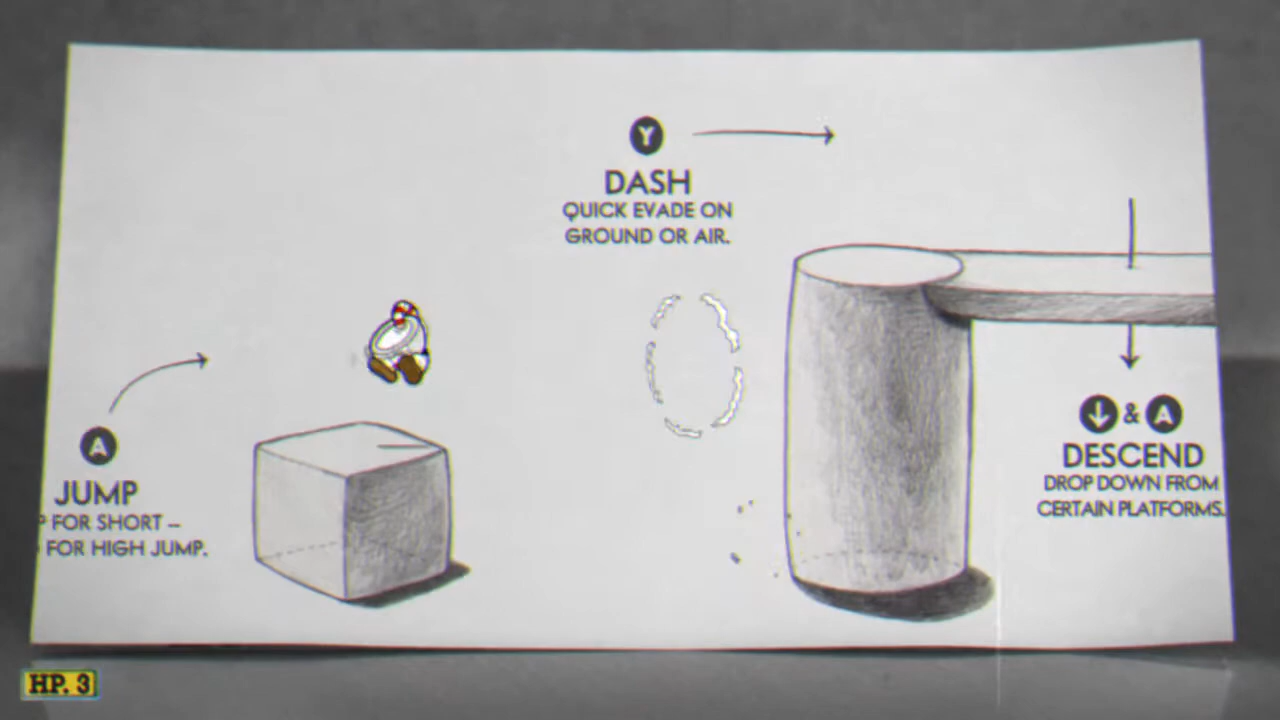 Y
DASH
QUICK EVADE ON
GROUND OR AIR.
A
JUMP
P FOR SHORT –
FOR HIGH JUMP.
↓ & A
DESCEND
DROP DOWN FROM
CERTAIN PLATFORMS.
HP. 3